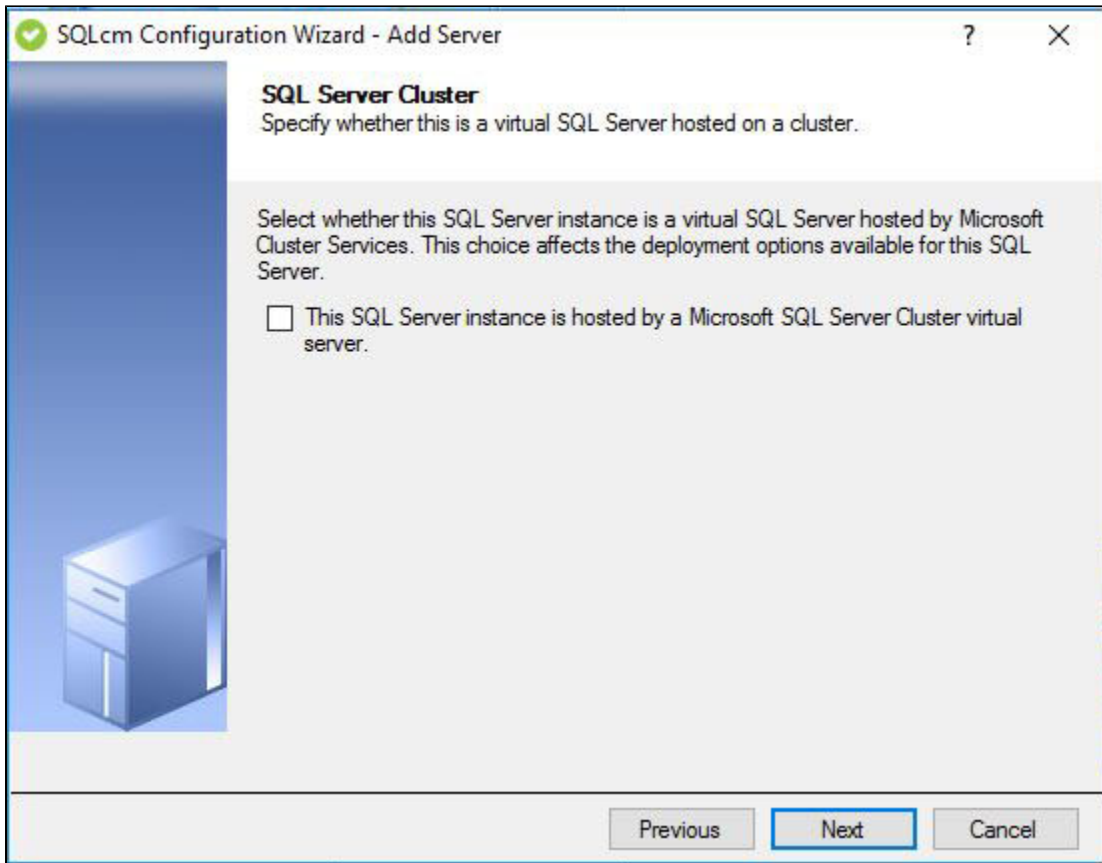 SQLcm Configuration Wizard - Add Server
?
SQL Server Cluster
Specify whether this is a virtual SQL Server hosted on a cluster.
Select whether this SQL Server instance is a virtual SQL Server hosted by Microsoft
Cluster Services. This choice affects the deployment options available for this SQL
Server.
This SQL Server instance is hosted by a Microsoft SQL Server Cluster virtual
server.
Previous
Next
Cancel